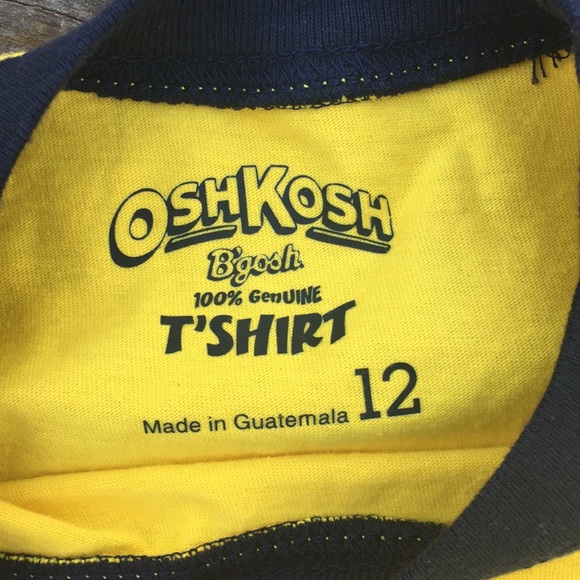 OSHKOSH
B'gosh
100% GenUINE
T'SHIRT
Made in Guatemala 12